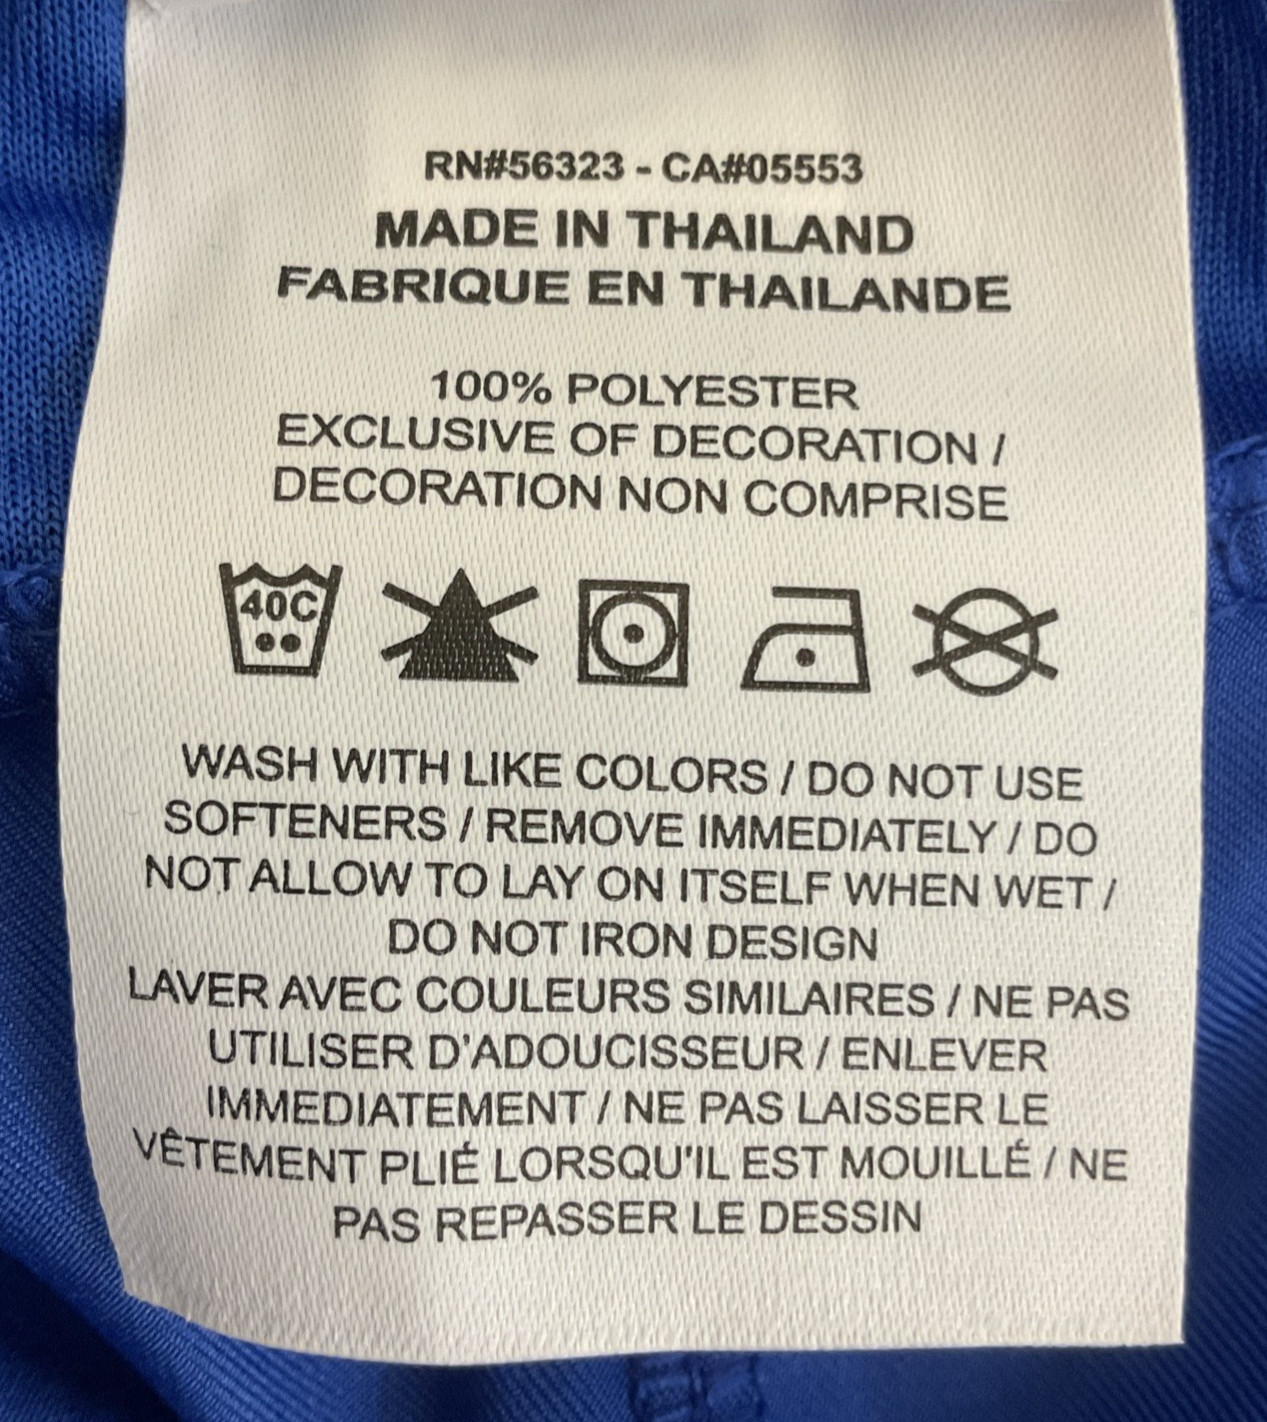 RN#56323 - CA#05553
MADE IN THAILAND
FABRIQUE EN THAILANDE
100% POLYESTER
EXCLUSIVE OF DECORATION /
DECORATION NON COMPRISE
40C
WASH WITH LIKE COLORS / DO NOT USE
SOFTENERS / REMOVE IMMEDIATELY / DO
NOT ALLOW TO LAY ON ITSELF WHEN WET /
DO NOT IRON DESIGN
LAVER AVEC COULEURS SIMILAIRES / NE PAS
UTILISER D'ADOUCISSEUR / ENLEVER
IMMEDIATEMENT / NE PAS LAISSER LE
VÊTEMENT PLIÉ LORSQU'IL EST MOUILLÉ / NE
PAS REPASSER LE DESSIN